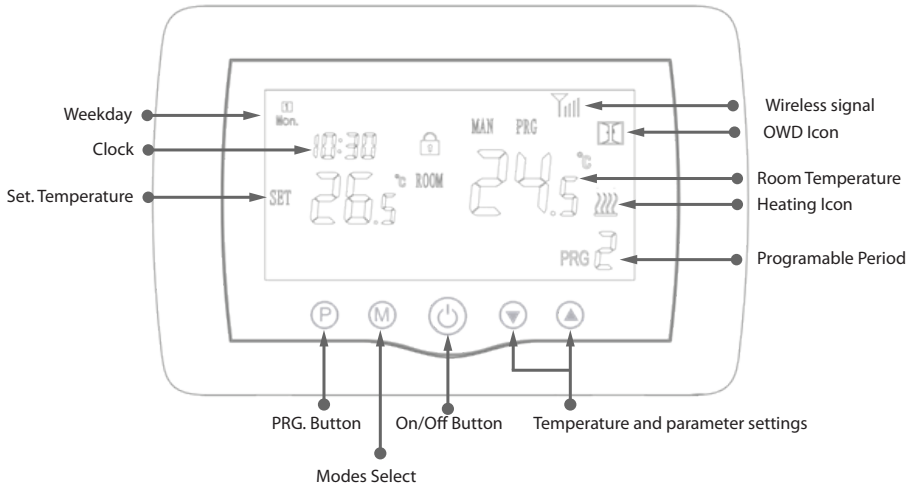 Weekday
Clock
Set. Temperature
1
Mon.
10:30
SET
26.5
°C
ROOM
MAN PRG
24.5
°C
PRG 2
Wireless signal
OWD Icon
Room Temperature
Heating Icon
Programable Period
P
M
PRG. Button
On/Off Button
Temperature and parameter settings
Modes Select